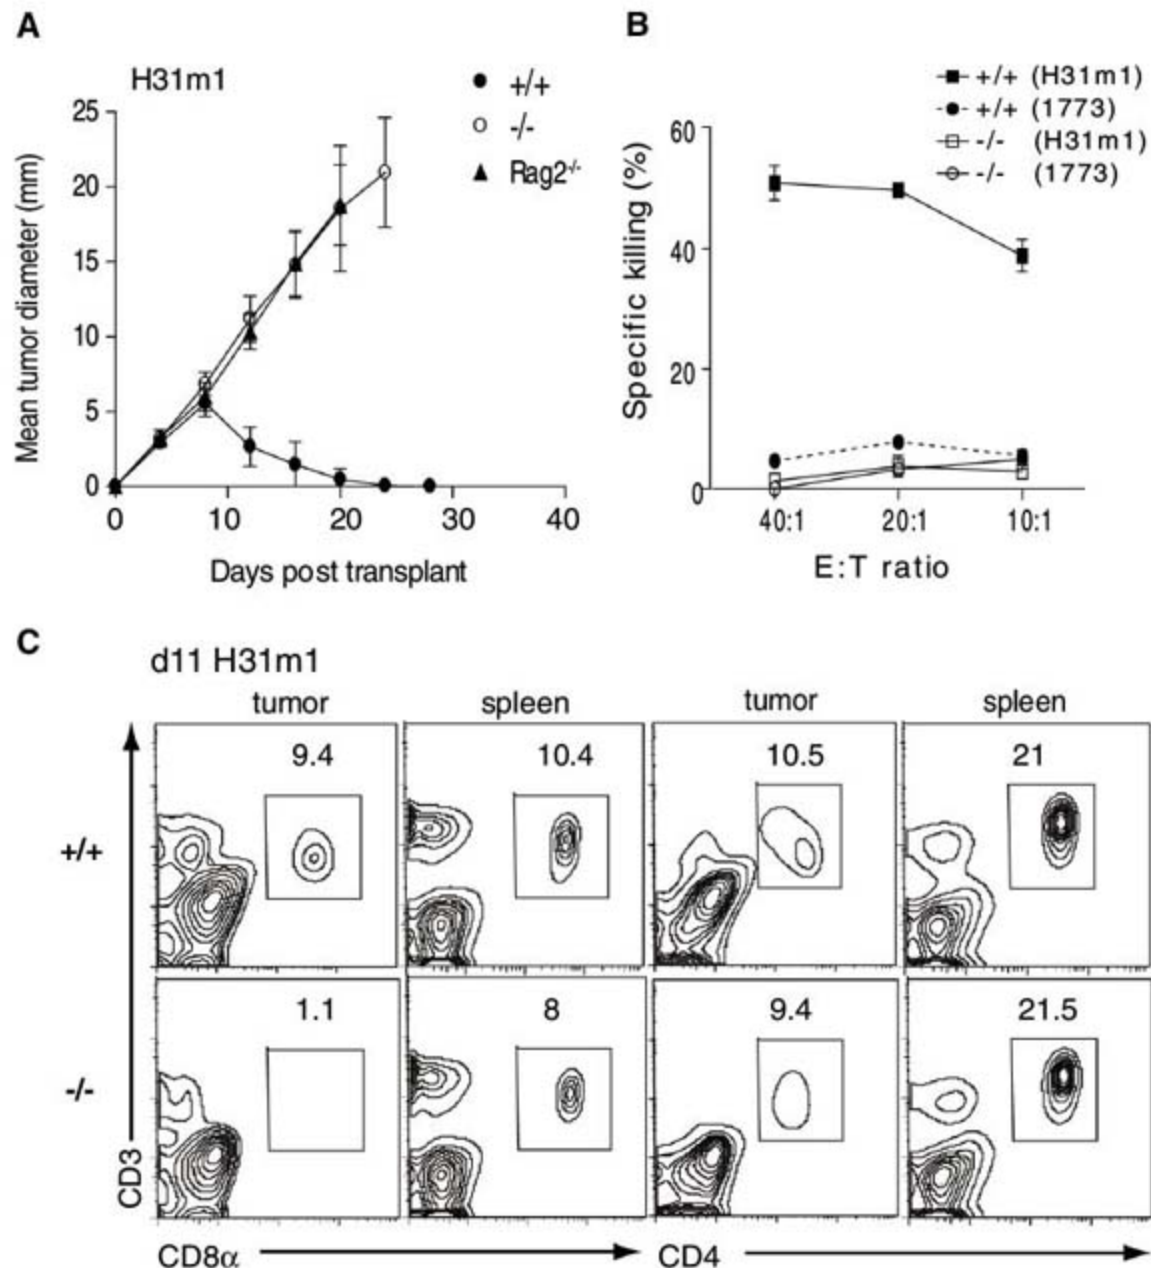 A
H31m1
+/+
-/-
Rag2-/-
25
20
15
10
5
0
Mean tumor diameter (mm)
0 10 20 30 40
Days post transplant
B
+/+ (H31m1)
+/+ (1773)
-/- (H31m1)
-/- (1773)
60
40
20
0
Specific killing (%)
40:1 20:1 10:1
E:T ratio
C
d11 H31m1
tumor spleen tumor spleen
+/+
9.4 10.4 10.5 21
-/-
1.1 8 9.4 21.5
CD3
CD8α CD4